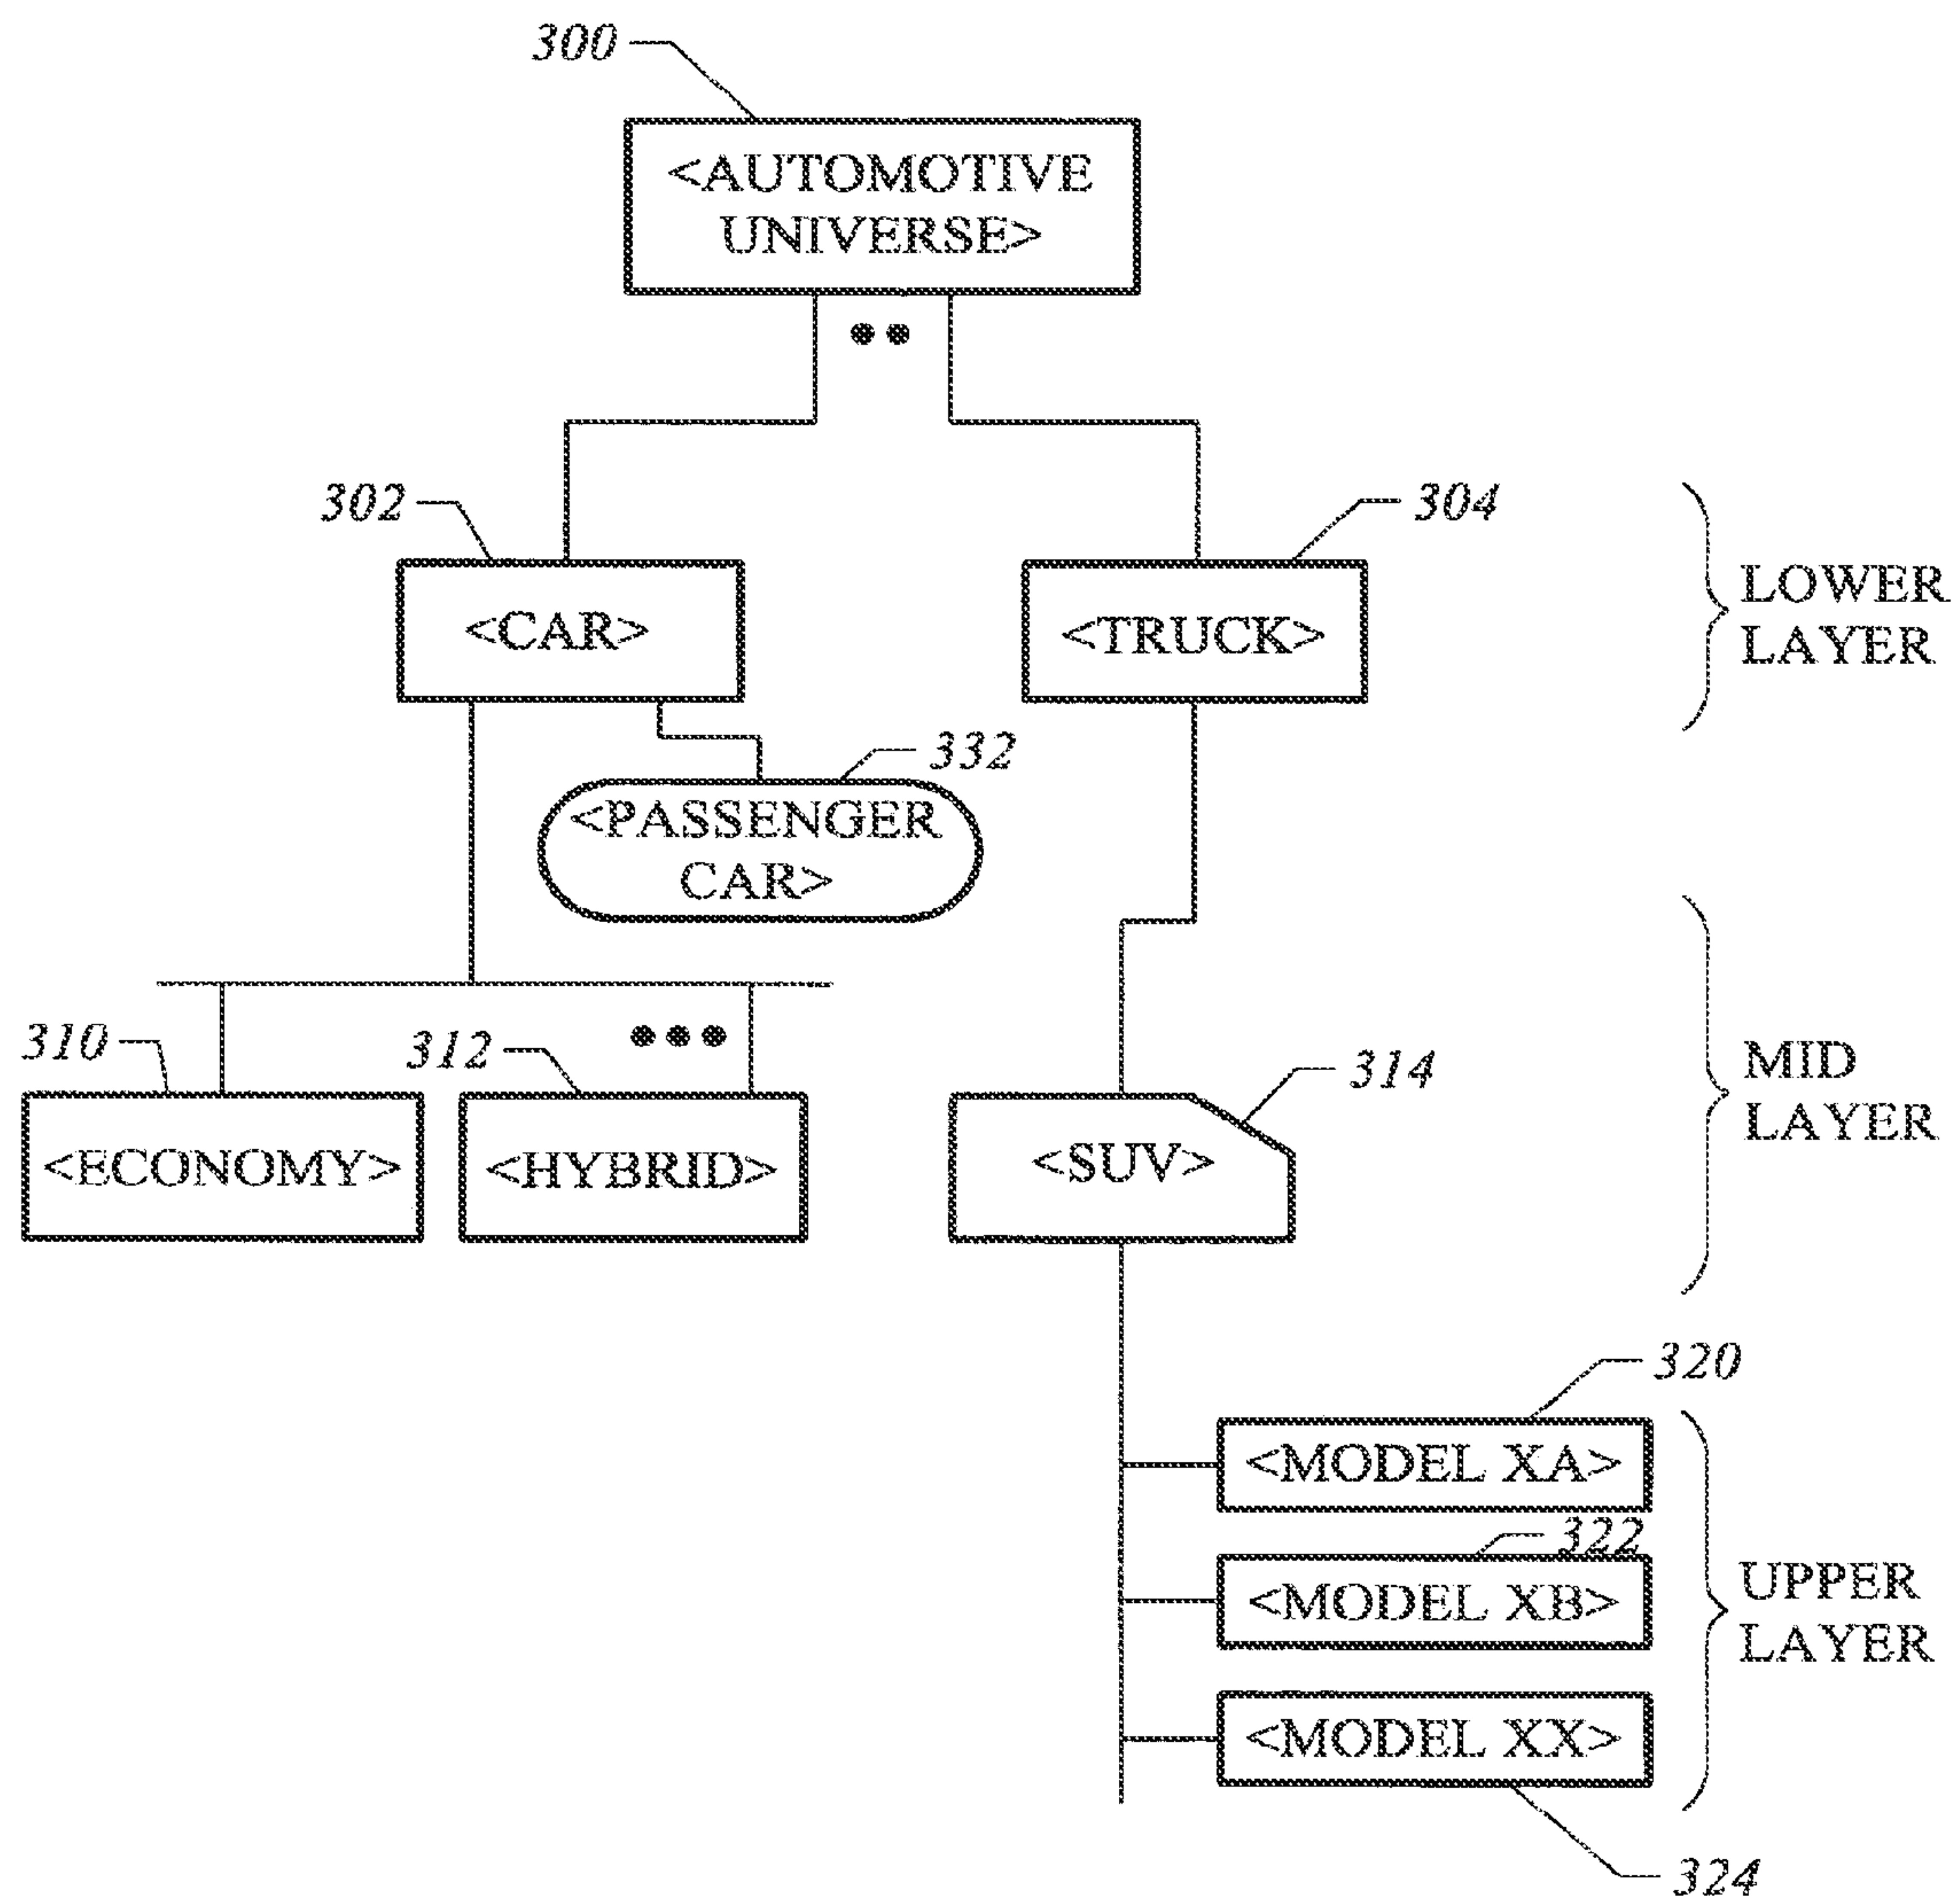 300
<AUTOMOTIVE
UNIVERSE>
302
304
<CAR>
<TRUCK>
LOWER
LAYER
332
<PASSENGER
CAR>
310
312
314
MID
LAYER
<ECONOMY>
<HYBRID>
<SUV>
320
<MODEL XA>
322
<MODEL XB>
UPPER
LAYER
<MODEL XX>
324